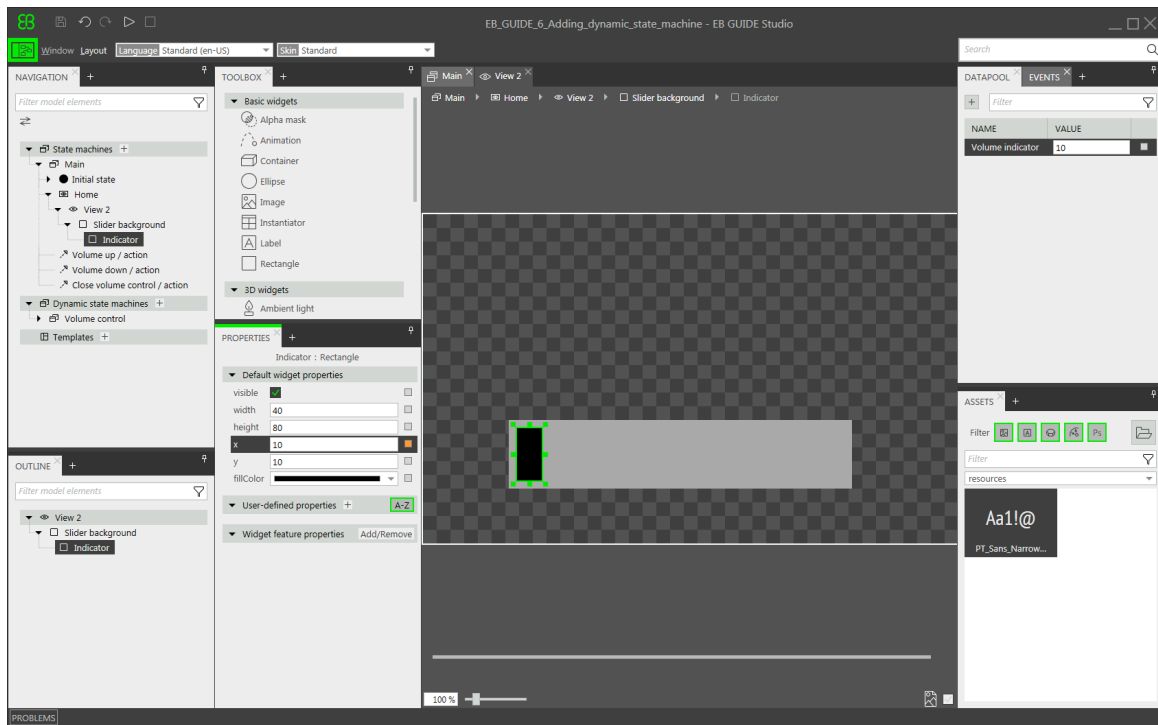 EB
EB_GUIDE_6_Adding_dynamic_state_machine - EB GUIDE Studio
Window Layout Language Standard (en-US) Skin Standard
Search
NAVIGATION
Filter model elements
State machines
Main
Initial state
Home
View 2
Slider background
Indicator
Volume up / action
Volume down / action
Close volume control / action
Dynamic state machines
Volume control
Templates
OUTLINE
Filter model elements
View 2
Slider background
Indicator
PROBLEMS
TOOLBOX
Basic widgets
Alpha mask
Animation
Container
Ellipse
Image
Instantiator
Label
Rectangle
3D widgets
Ambient light
PROPERTIES
Indicator : Rectangle
Default widget properties
visible
width 40
height 80
x 10
y 10
fillColor
User-defined properties A-Z
Widget feature properties Add/Remove
Main View 2
Main Home View 2 Slider background Indicator
100 %
DATAPOOL EVENTS
Filter
NAME VALUE
Volume indicator 10
ASSETS
Filter Ps
Filter
resources
Aa1!@
PT_Sans_Narrow...